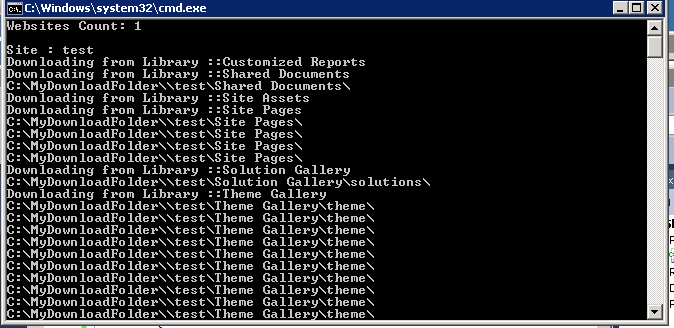 C:\Windows\system32\cmd.exe
Websites Count: 1
Site : test
Downloading from Library ::Customized Reports
Downloading from Library ::Shared Documents
C:\MyDownloadFolder\\test\Shared Documents\
Downloading from Library ::Site Assets
Downloading from Library ::Site Pages
C:\MyDownloadFolder\\test\Site Pages\
C:\MyDownloadFolder\\test\Site Pages\
C:\MyDownloadFolder\\test\Site Pages\
C:\MyDownloadFolder\\test\Site Pages\
Downloading from Library ::Solution Gallery
C:\MyDownloadFolder\\test\Solution Gallery\solutions\
Downloading from Library ::Theme Gallery
C:\MyDownloadFolder\\test\Theme Gallery\theme\
C:\MyDownloadFolder\\test\Theme Gallery\theme\
C:\MyDownloadFolder\\test\Theme Gallery\theme\
C:\MyDownloadFolder\\test\Theme Gallery\theme\
C:\MyDownloadFolder\\test\Theme Gallery\theme\
C:\MyDownloadFolder\\test\Theme Gallery\theme\
C:\MyDownloadFolder\\test\Theme Gallery\theme\
C:\MyDownloadFolder\\test\Theme Gallery\theme\
C:\MyDownloadFolder\\test\Theme Gallery\theme\
C:\MyDownloadFolder\\test\Theme Gallery\theme\